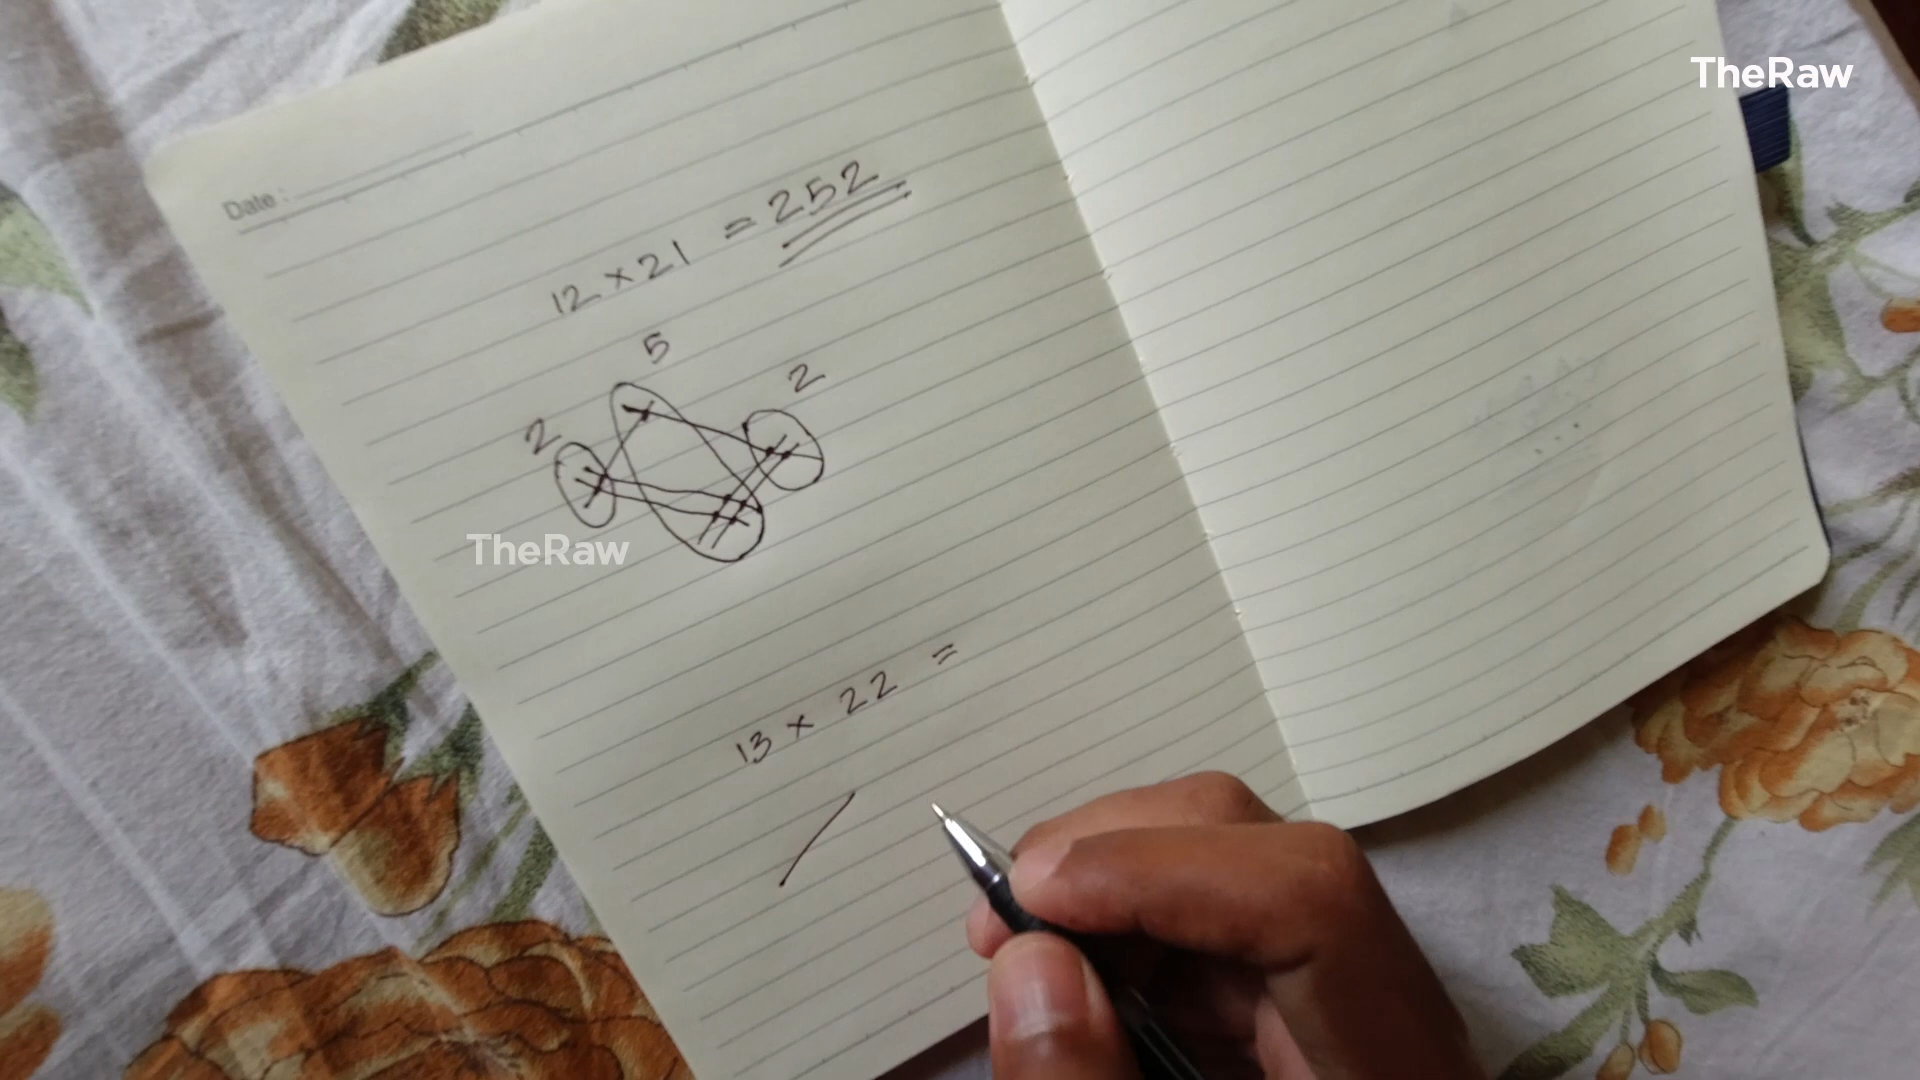 TheRaw
Date :
12 × 21 = 252
5
2
2
TheRaw
13 × 22 =